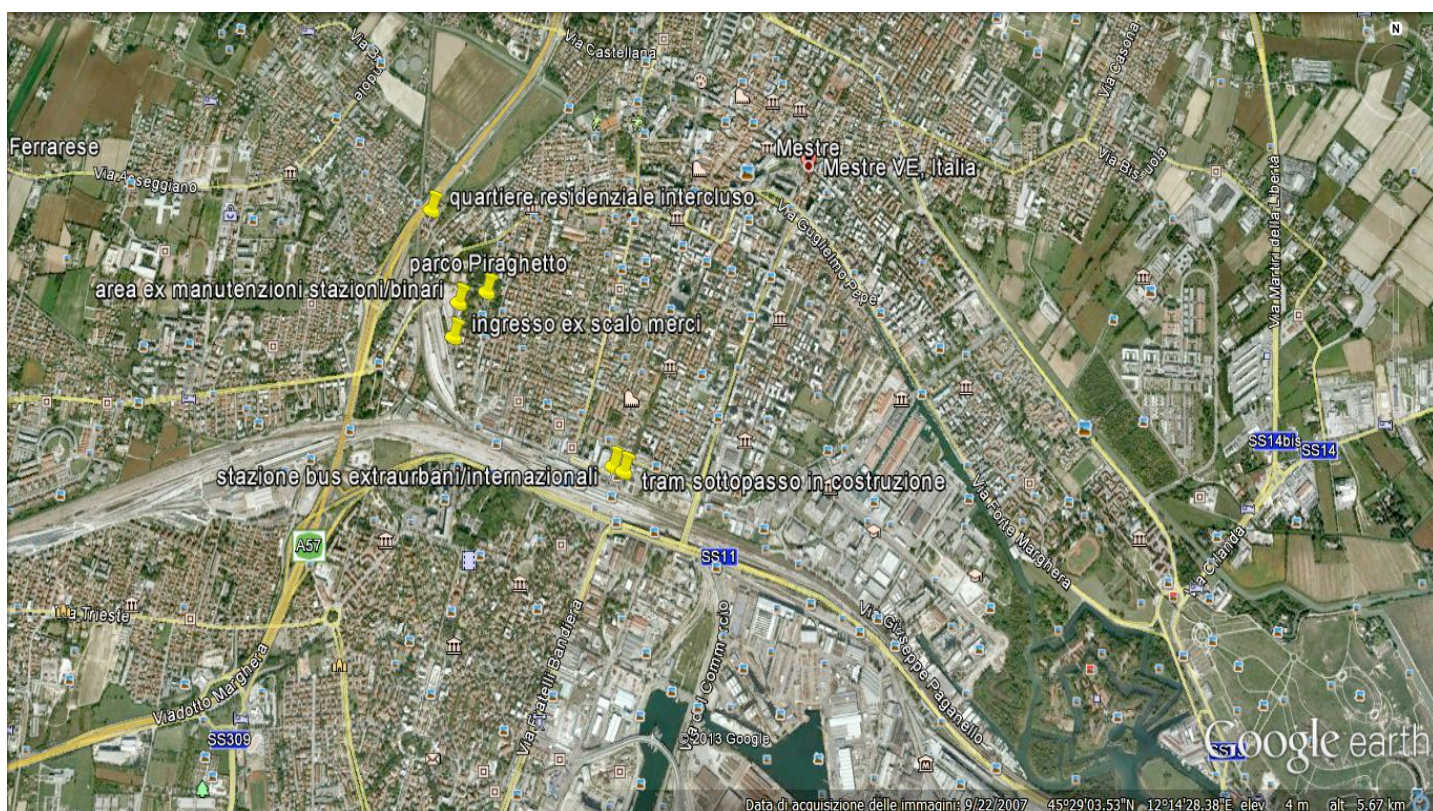 Via Castellana
Via Casona
N
Ferrarese
Via Asseggiano
Mestre
Mestre VE, Italia
Via Bissuola
quartiere residenziale intercluso
Via Guglielmo Pepe
Via Martiri della Libertà
parco Piraghetto
area ex manutenzioni stazioni/binari
ingresso ex scalo merci
SS14bis
SS14
stazione bus extraurbani/internazionali
tram sottopasso in costruzione
Via Forte Marghera
A57
SS11
Via Orlanda
Via Trieste
Via Fratelli Bandiera
Via del Commercio
Via Giuseppe Paganello
Viadotto Marghera
SS309
©2013 Google
Google earth
Data di acquisizione delle immagini: 9/22/2007 45°29'03.53"N 12°14'28.38"E elev 4 m alt 5.67 km